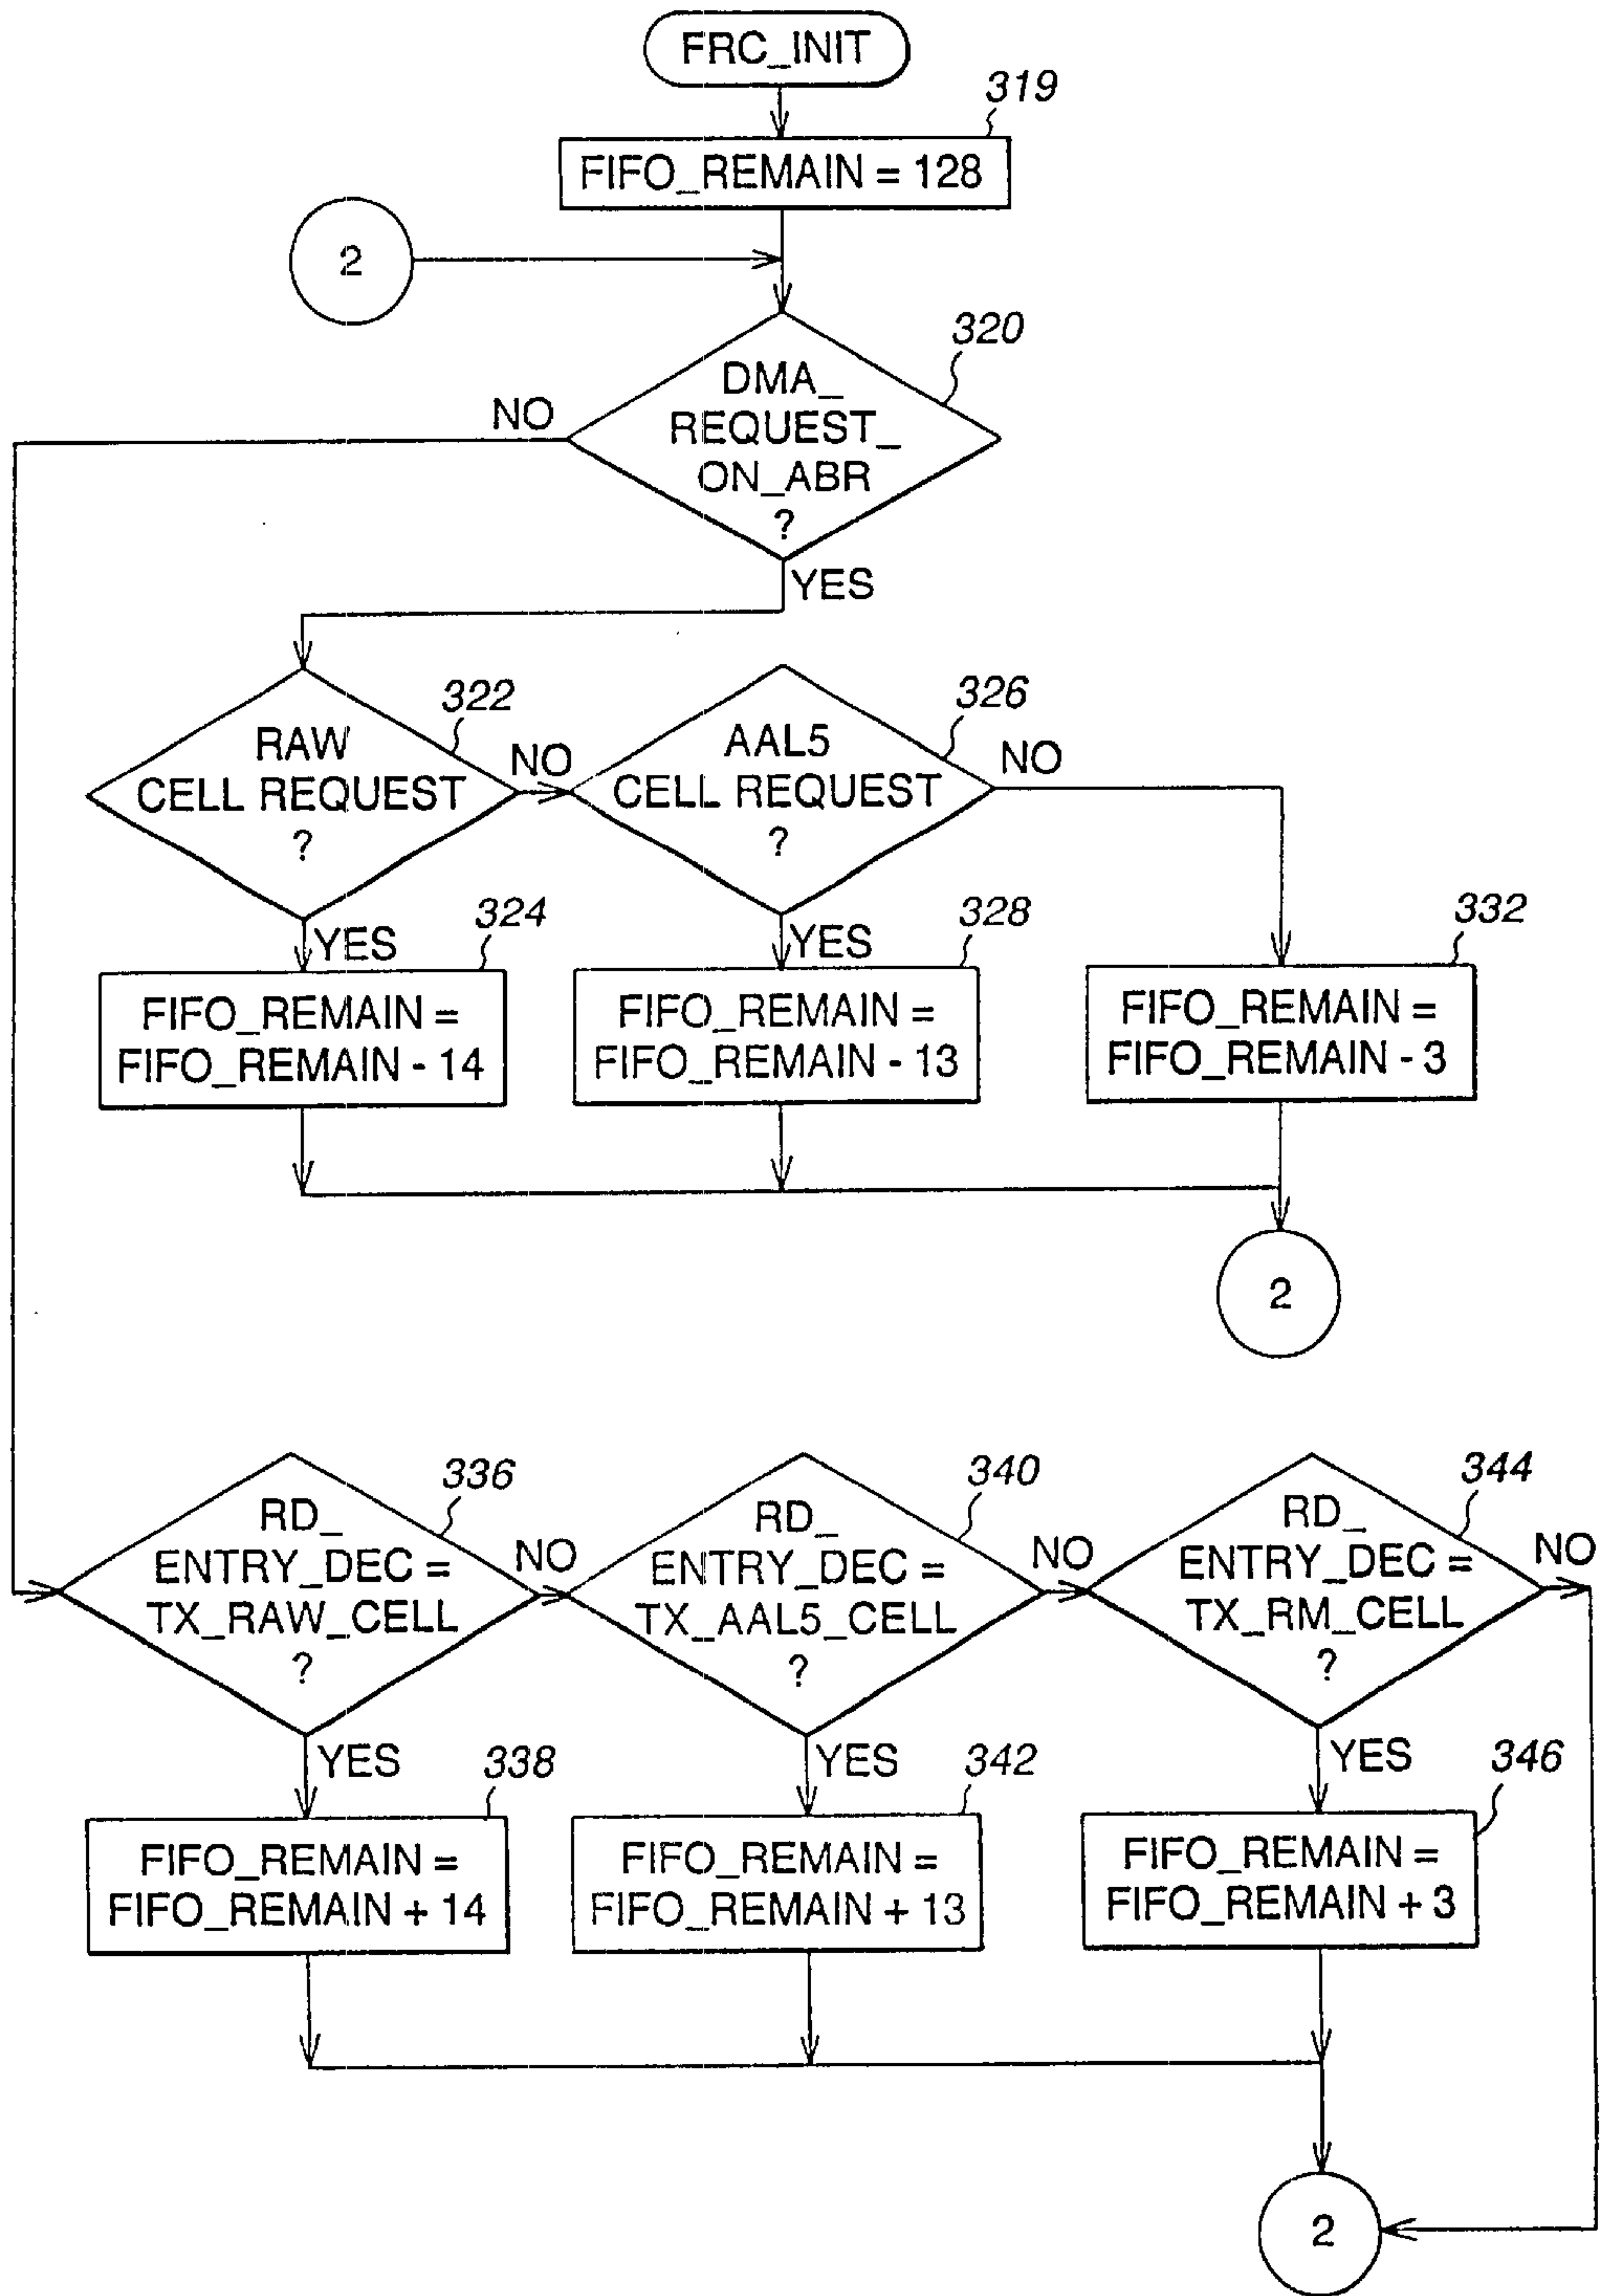 FRC_INIT
319
FIFO_REMAIN = 128
2
320
DMA_
REQUEST_
ON_ABR
?
NO
YES
322
RAW
CELL REQUEST
?
NO
326
AAL5
CELL REQUEST
?
NO
YES
324
FIFO_REMAIN =
FIFO_REMAIN - 14
YES
328
FIFO_REMAIN =
FIFO_REMAIN - 13
332
FIFO_REMAIN =
FIFO_REMAIN - 3
2
336
RD_
ENTRY_DEC =
TX_RAW_CELL
?
NO
340
RD_
ENTRY_DEC =
TX_AAL5_CELL
?
NO
344
RD_
ENTRY_DEC =
TX_RM_CELL
?
NO
YES
338
FIFO_REMAIN =
FIFO_REMAIN + 14
YES
342
FIFO_REMAIN =
FIFO_REMAIN + 13
YES
346
FIFO_REMAIN =
FIFO_REMAIN + 3
2